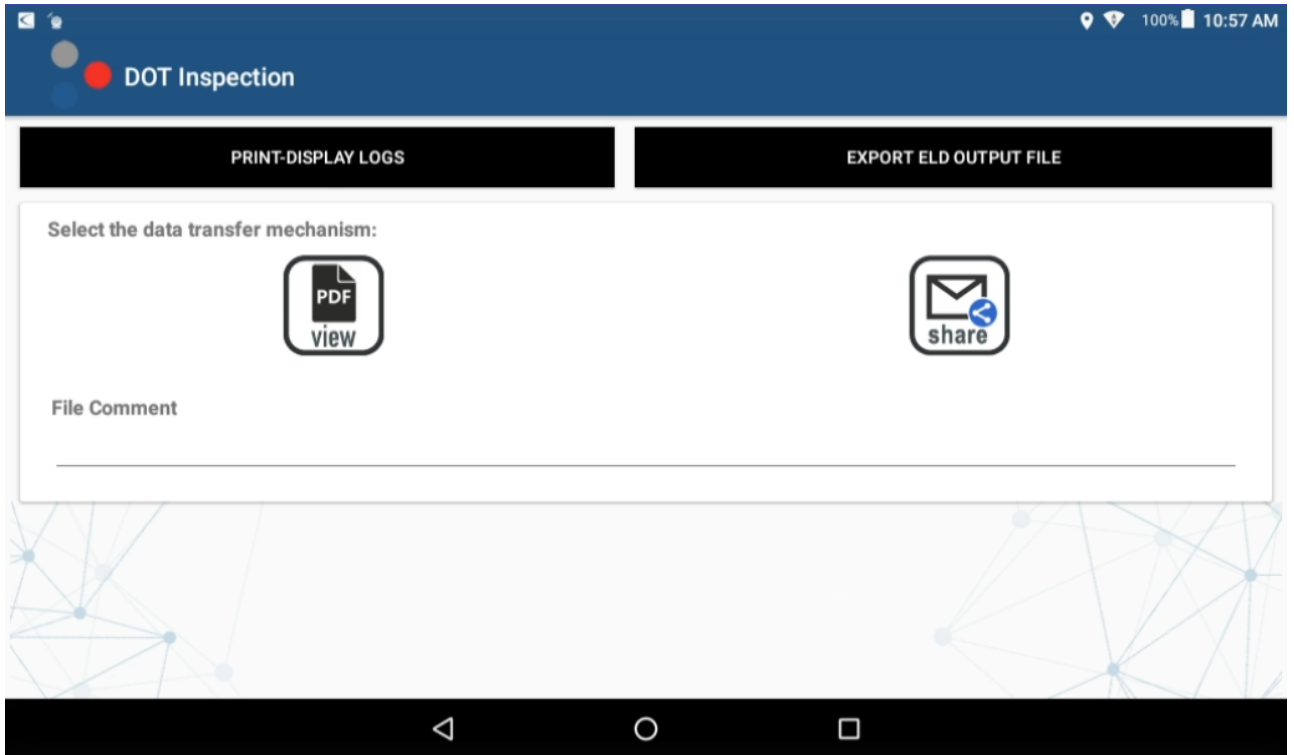 100% 10:57 AM
DOT Inspection
PRINT-DISPLAY LOGS
EXPORT ELD OUTPUT FILE
Select the data transfer mechanism:
PDF
view
share
File Comment